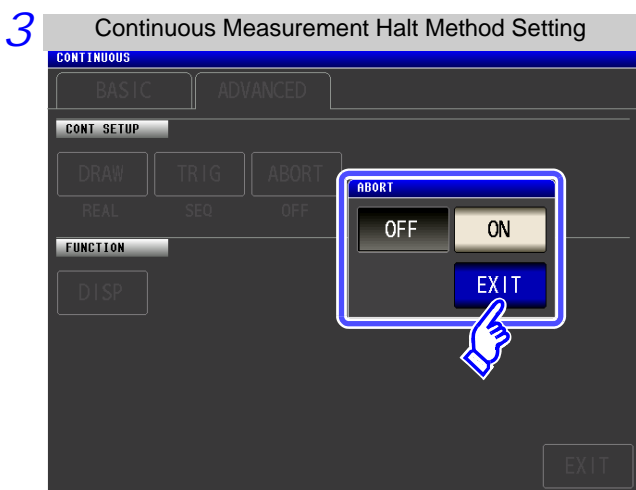 3 Continuous Measurement Halt Method Setting
CONTINUOUS
BASIC ADVANCED
CONT SETUP
DRAW TRIG ABORT
REAL SEQ OFF
ABORT
OFF ON
EXIT
FUNCTION
DISP
EXIT